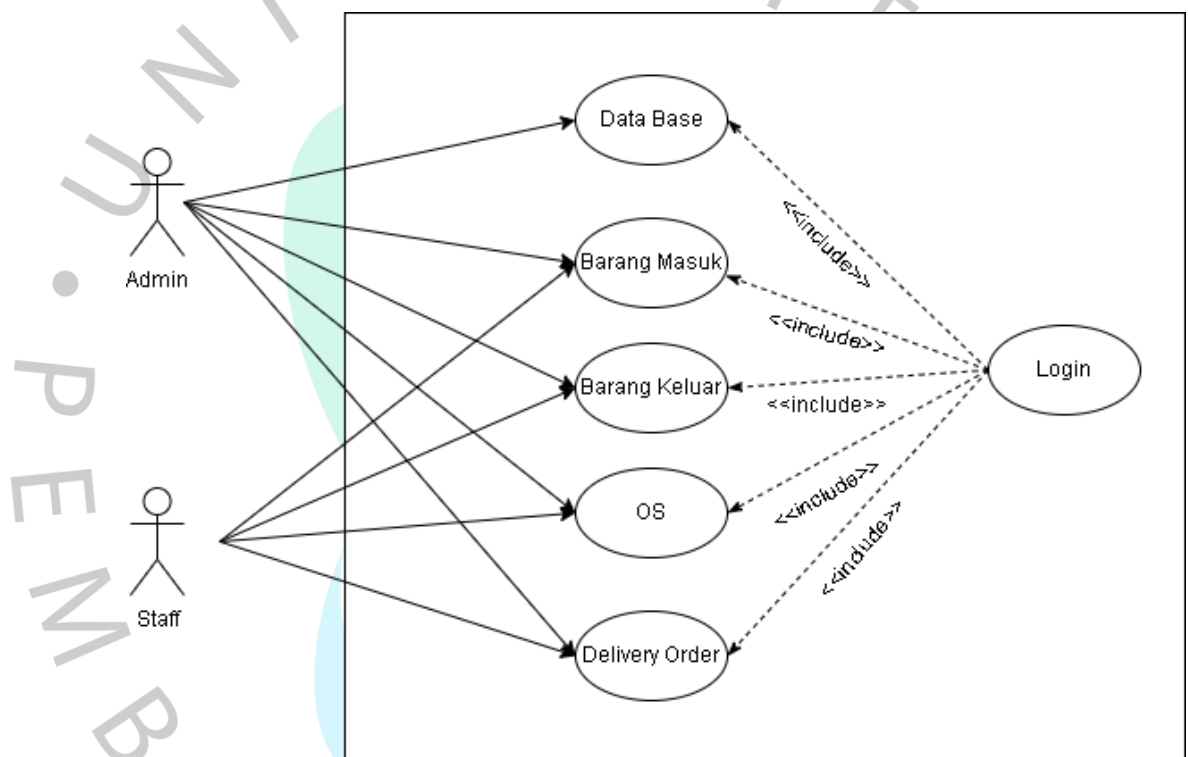 Data Base
Admin
Barang Masuk
Barang Keluar
OS
Delivery Order
Staff
Login
<<include>>
<<include>>
<<include>>
<<include>>
<<include>>
U N I
P E M B